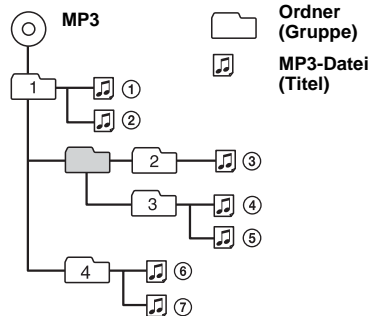 MP3
Ordner
(Gruppe)
MP3-Datei
(Titel)
1
①
②
2
③
3
④
⑤
4
⑥
⑦